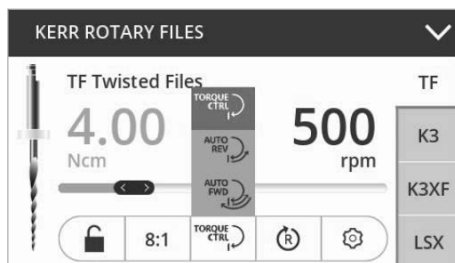 KERR ROTARY FILES
TF Twisted Files
TF
4.00
Ncm
500
rpm
TORQUE
CTRL
I
AUTO
REV
I
AUTO
FWD
I
K3
K3XF
LSX
8:1
TORQUE
CTRL
I
R